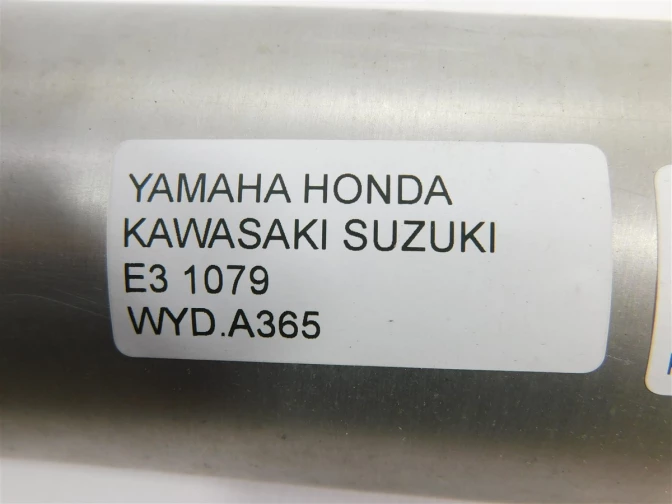 YAMAHA HONDA
KAWASAKI SUZUKI
E3 1079
WYD.A365